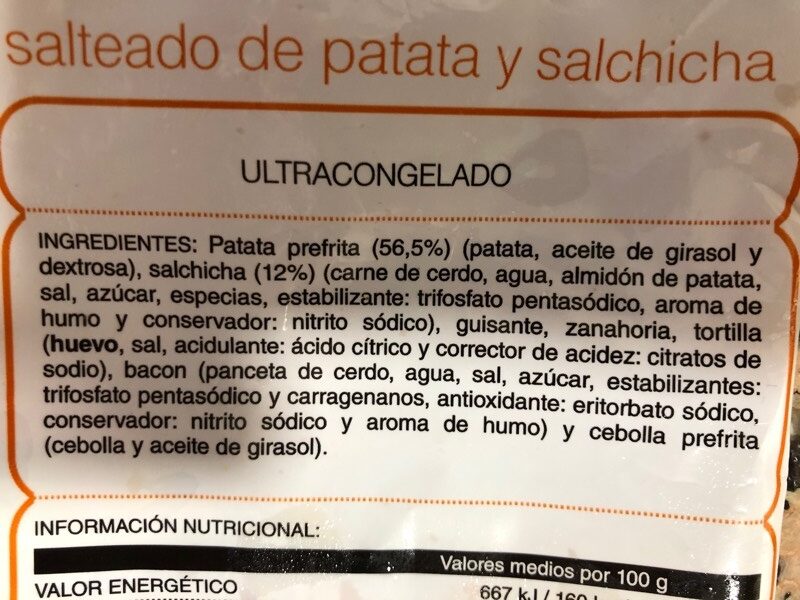 salteado de patata y salchicha
ULTRACONGELADO
INGREDIENTES: Patata prefrita (56,5%) (patata, aceite de girasol y
dextrosa), salchicha (12%) (carne de cerdo, agua, almidón de patata,
sal, azúcar, especias, estabilizante: trifosfato pentasódico, aroma de
humo y conservador: nitrito sódico), guisante, zanahoria, tortilla
(huevo, sal, acidulante: ácido cítrico y corrector de acidez: citratos de
sodio), bacon (panceta de cerdo, agua, sal, azúcar, estabilizantes:
trifosfato pentasódico y carragenanos, antioxidante: eritorbato sódico,
conservador: nitrito sódico y aroma de humo) y cebolla prefrita
(cebolla y aceite de girasol).
INFORMACIÓN NUTRICIONAL:
Valores medios por 100 g
VALOR ENERGÉTICO
667 kJ / 160